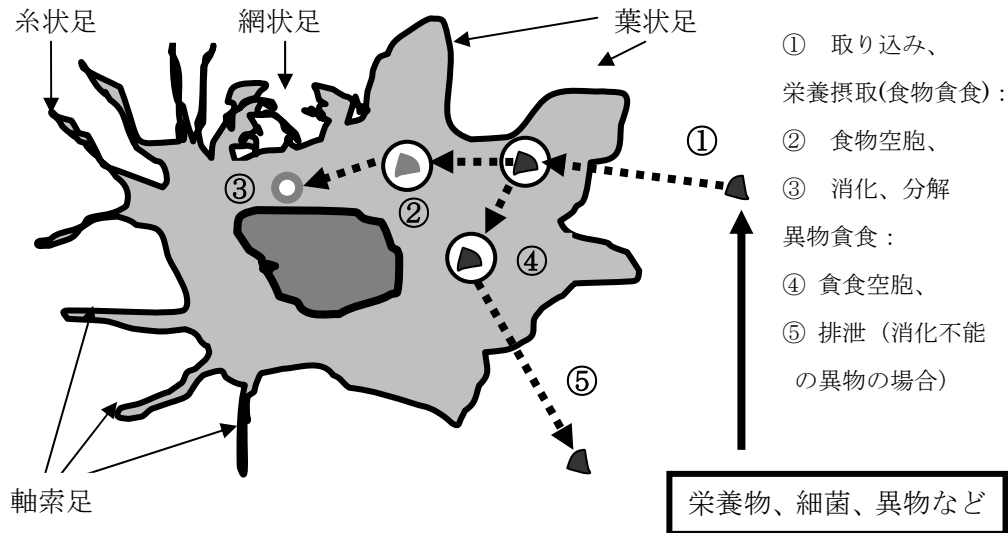 糸状足
網状足
葉状足
① 取り込み、
栄養摂取(食物貪食)：
② 食物空胞、
③ 消化、分解
異物貪食：
④ 貪食空胞、
⑤ 排泄（消化不能
の異物の場合）
①
③
②
④
⑤
軸索足
栄養物、細菌、異物など